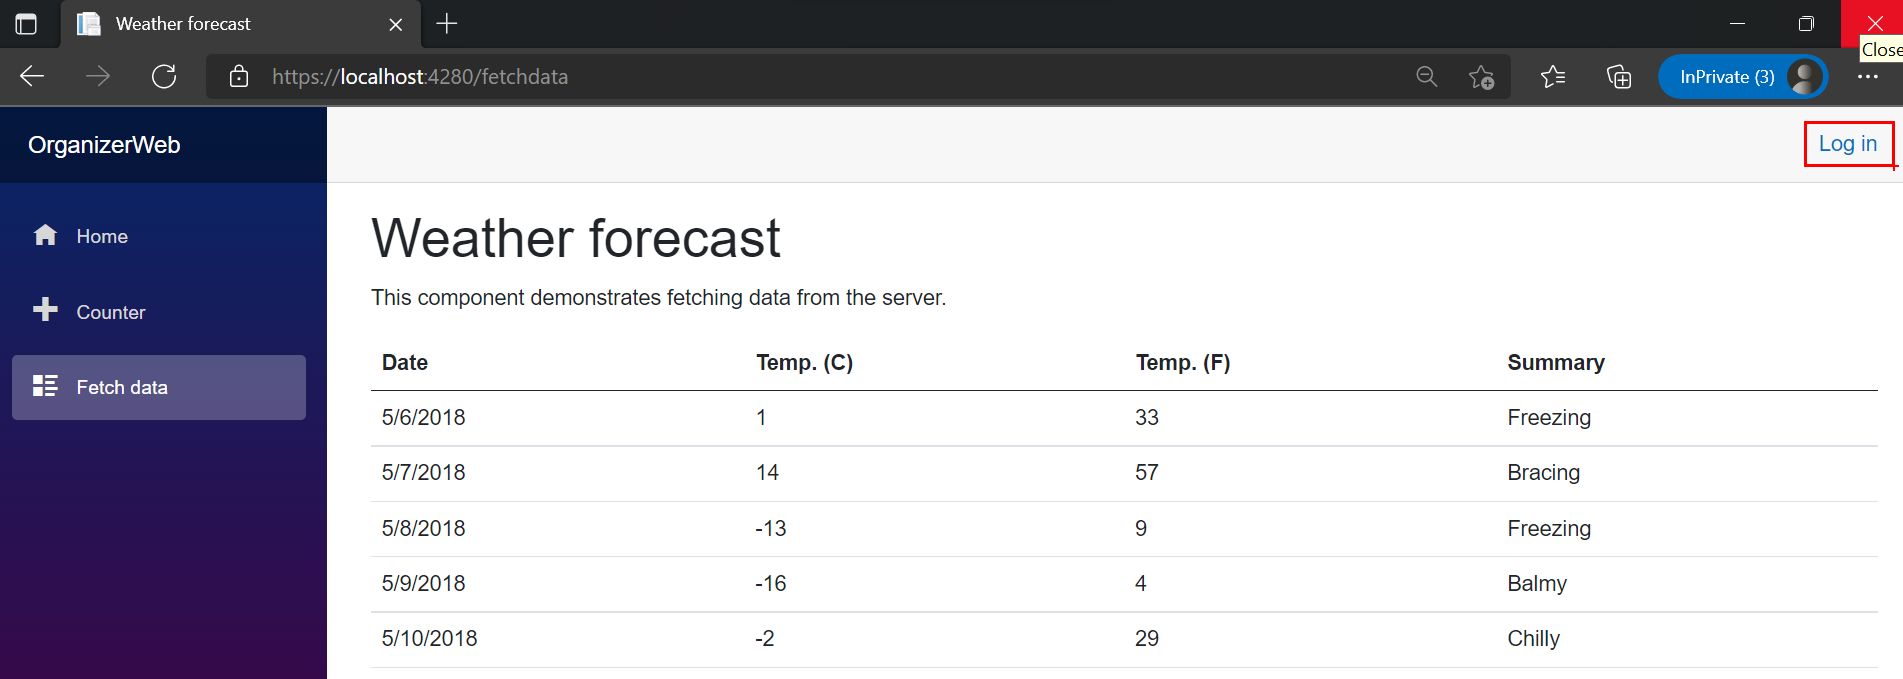 Weather forecast
Close
https://localhost:4280/fetchdata
InPrivate (3)
OrganizerWeb
Log in
Home
Counter
Fetch data
Weather forecast
This component demonstrates fetching data from the server.
Date Temp. (C) Temp. (F) Summary
5/6/2018 1 33 Freezing
5/7/2018 14 57 Bracing
5/8/2018 -13 9 Freezing
5/9/2018 -16 4 Balmy
5/10/2018 -2 29 Chilly